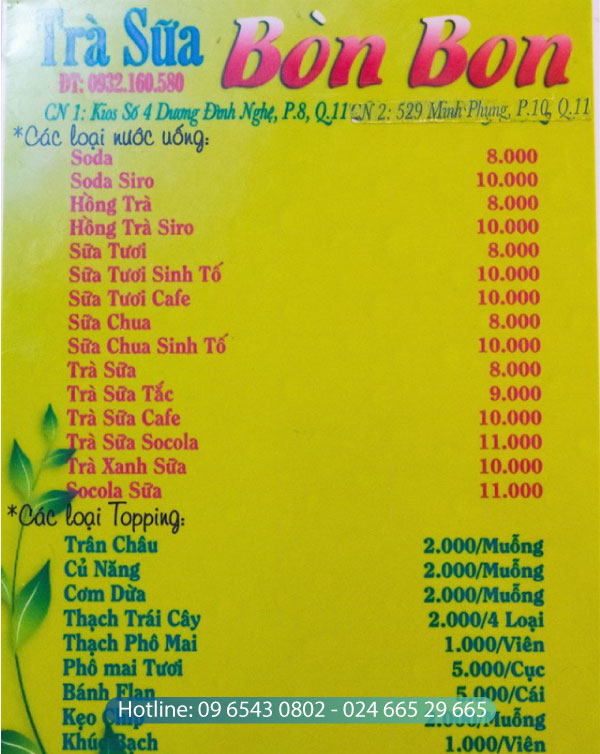 Trà Sữa Bòn Bon
ĐT: 0932.160.580
CN 1: Kios Số 4 Dương Đình Nghệ, P.8, Q.11 CN 2: 529 Minh Phụng, P.10, Q.11
*Các loại nước uống:
Soda 8.000
Soda Siro 10.000
Hồng Trà 8.000
Hồng Trà Siro 10.000
Sữa Tươi 8.000
Sữa Tươi Sinh Tố 10.000
Sữa Tươi Cafe 10.000
Sữa Chua 8.000
Sữa Chua Sinh Tố 10.000
Trà Sữa 8.000
Trà Sữa Tắc 9.000
Trà Sữa Cafe 10.000
Trà Sữa Socola 11.000
Trà Xanh Sữa 10.000
Socola Sữa 11.000
*Các loại Topping:
Trân Châu 2.000/Muỗng
Củ Năng 2.000/Muỗng
Cơm Dừa 2.000/Muỗng
Thạch Trái Cây 2.000/4 Loại
Thạch Phô Mai 1.000/Viên
Phô mai Tươi 5.000/Cục
Bánh Flan 5.000/Cái
Hotline: 09 6543 0802 - 024 665 29 665
Kẹo 2.000/Muỗng
Khúc Bạch 1.000/Viên